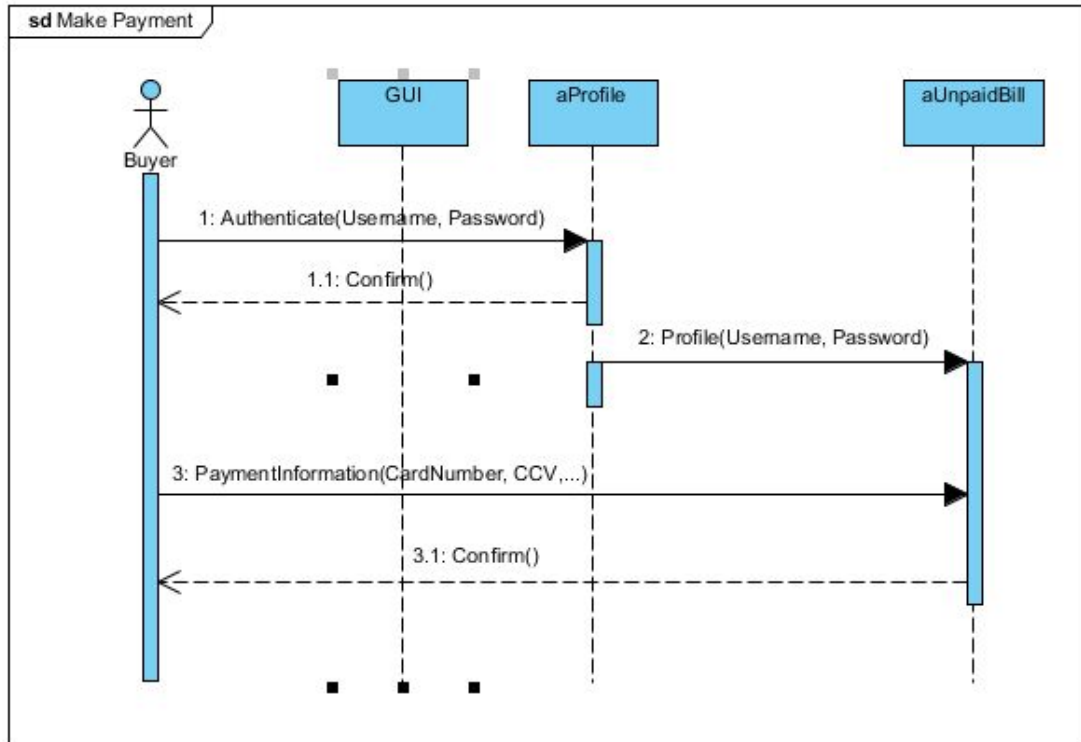 sd Make Payment
Buyer
GUI
aProfile
aUnpaidBill
1: Authenticate(Username, Password)
1.1: Confirm()
2: Profile(Username, Password)
3: PaymentInformation(CardNumber, CCV,...)
3.1: Confirm()